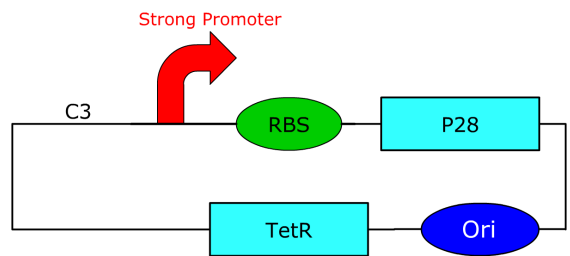 Strong Promoter
C3
RBS
P28
TetR
Ori